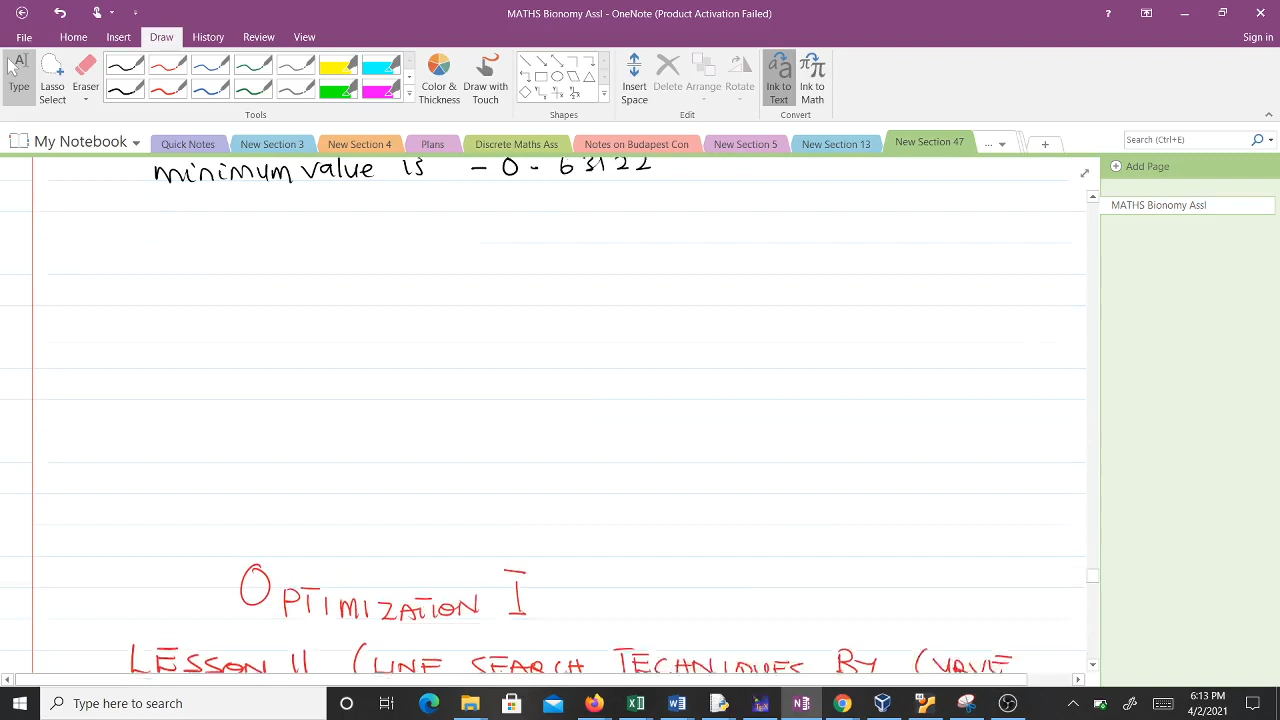 MATHS Bionomy Assl - OneNote (Product Activation Failed)
File Home Insert Draw History Review View
Sign in
Type Lasso Select Eraser Color & Thickness Draw with Touch Insert Space Delete Arrange Rotate Ink to Text Ink to Math
Tools Shapes Edit Convert
My Notebook Quick Notes New Section 3 New Section 4 Plans Discrete Maths Ass Notes on Budapest Con New Section 5 New Section 13 New Section 47 ...
Search (Ctrl+E)
Add Page
MATHS Bionomy Assl
minimum value is - 0. 63122
OPTIMIZATION I
LESSON 11 (LINE SEARCH TECHNIQUES BY CURVE
Type here to search
6:13 PM
4/2/2021